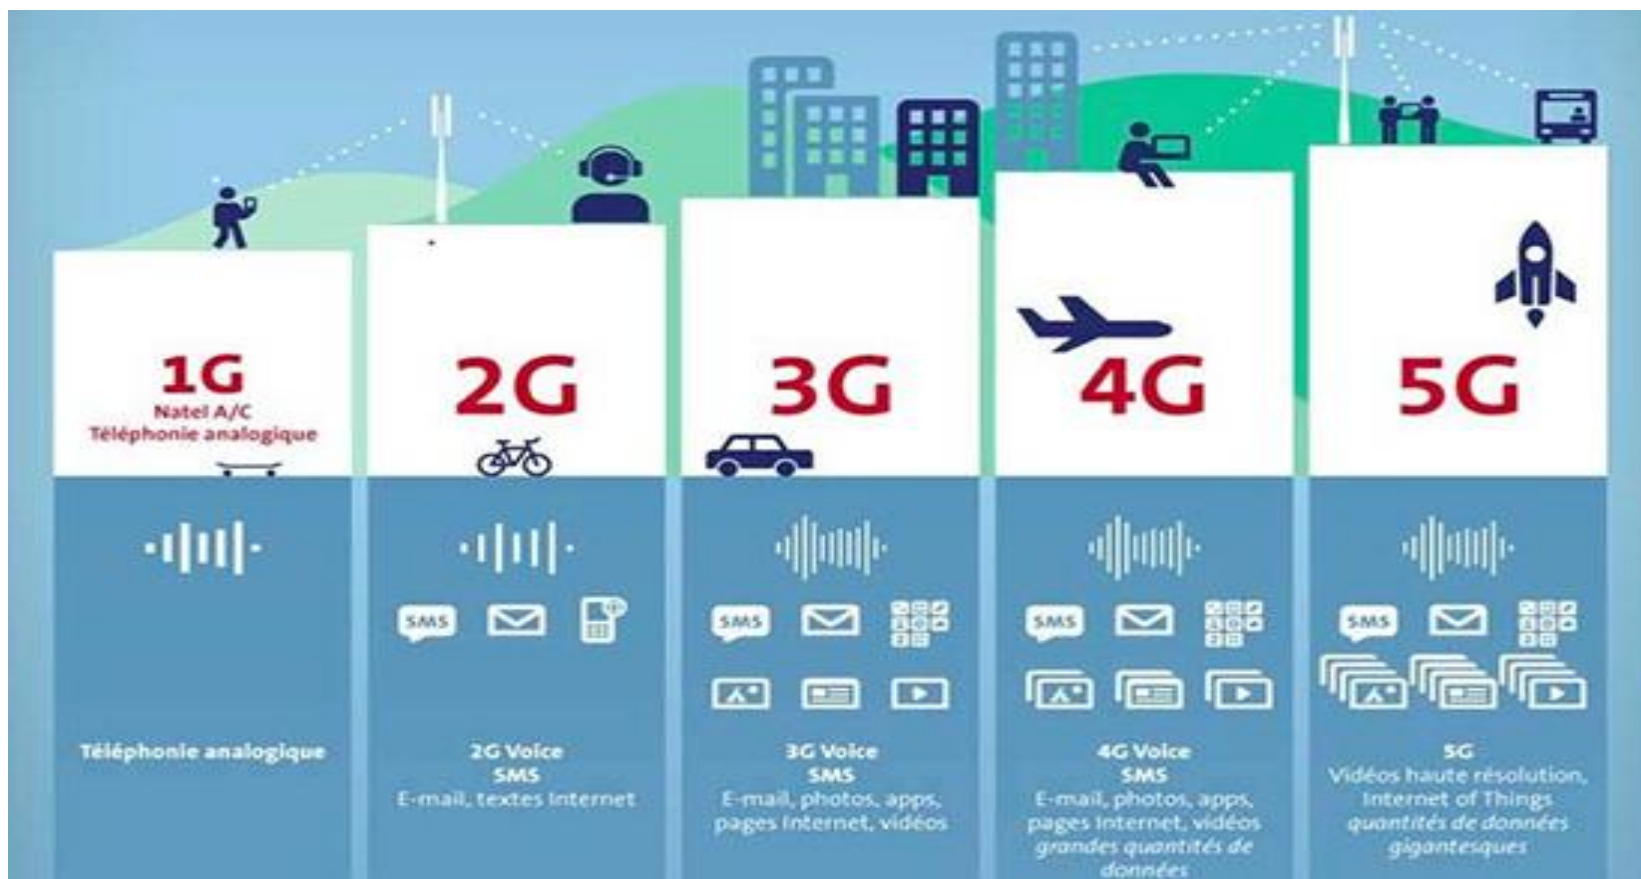 1G
Natel A/C
Téléphonie analogique
2G
3G
4G
5G
SMS
SMS
SMS
SMS
Téléphonie analogique
2G Voice
SMS
E-mail, textes Internet
3G Voice
SMS
E-mail, photos, apps,
pages Internet, vidéos
4G Voice
SMS
E-mail, photos, apps,
pages Internet, vidéos
grandes quantités de
données
5G
Vidéos haute résolution,
Internet of Things
quantités de données
gigantesques